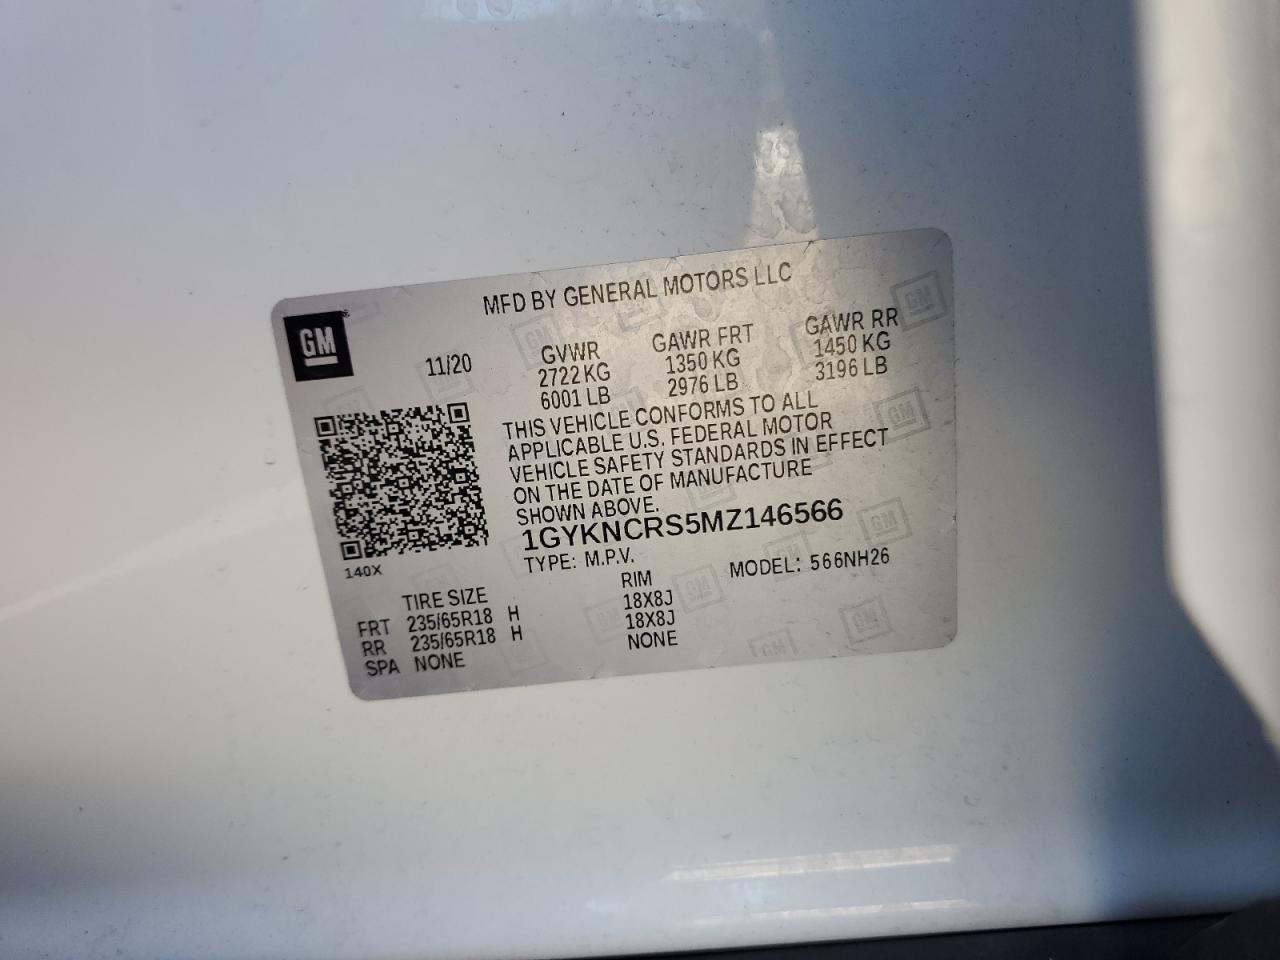 MFD BY GENERAL MOTORS LLC
GM
11/20
GVWR GAWR FRT GAWR RR
2722 KG 1350 KG 1450 KG
6001 LB 2976 LB 3196 LB
THIS VEHICLE CONFORMS TO ALL
APPLICABLE U.S. FEDERAL MOTOR
VEHICLE SAFETY STANDARDS IN EFFECT
ON THE DATE OF MANUFACTURE
SHOWN ABOVE.
1GYKNCRS5MZ146566
TYPE: M.P.V. MODEL: 566NH26
140X
TIRE SIZE RIM
FRT 235/65R18 H 18X8J
RR 235/65R18 H 18X8J
SPA NONE NONE